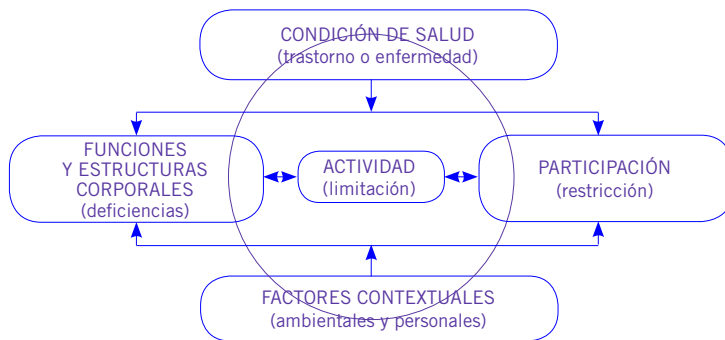 CONDICIÓN DE SALUD
(trastorno o enfermedad)
FUNCIONES
Y ESTRUCTURAS
CORPORALES
(deficiencias)
ACTIVIDAD
(limitación)
PARTICIPACIÓN
(restricción)
FACTORES CONTEXTUALES
(ambientales y personales)